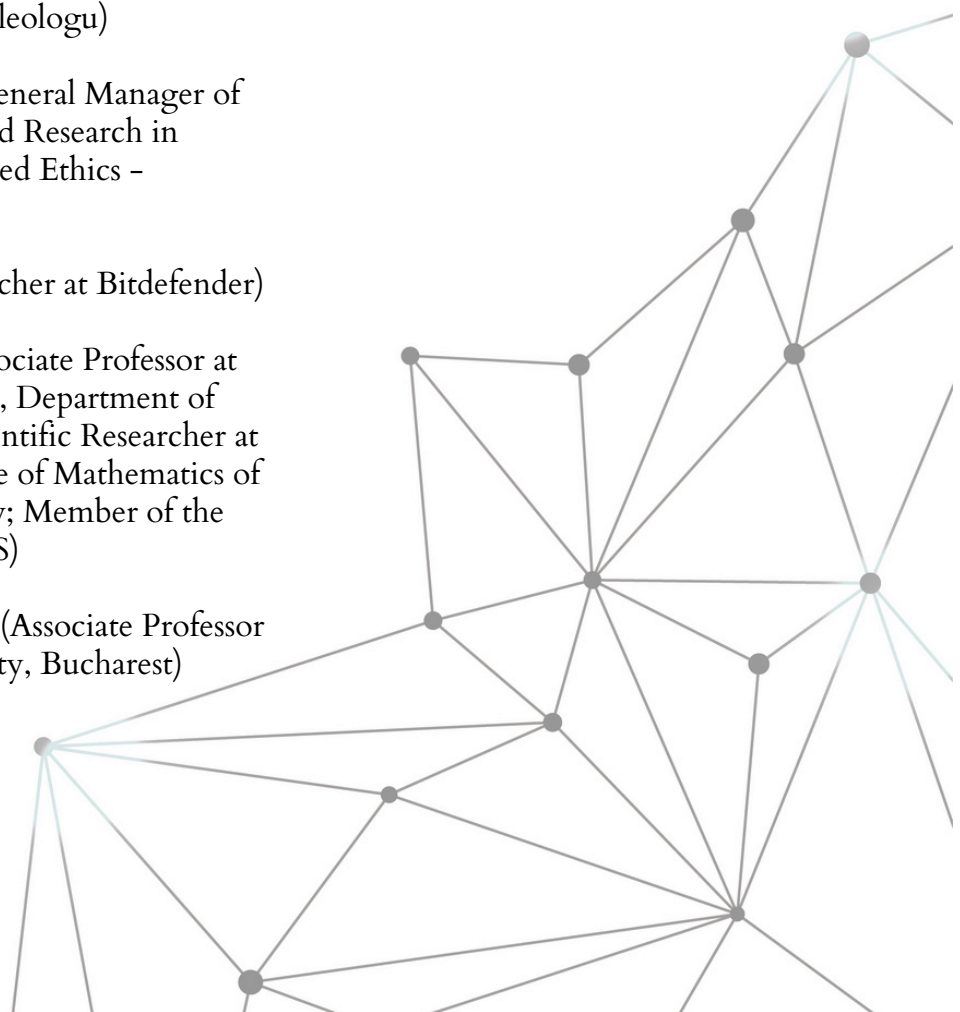 leologu)
eneral Manager of
d Research in
ed Ethics -
cher at Bitdefender)
ociate Professor at
, Department of
ntific Researcher at
e of Mathematics of
y; Member of the
S)
(Associate Professor
ty, Bucharest)